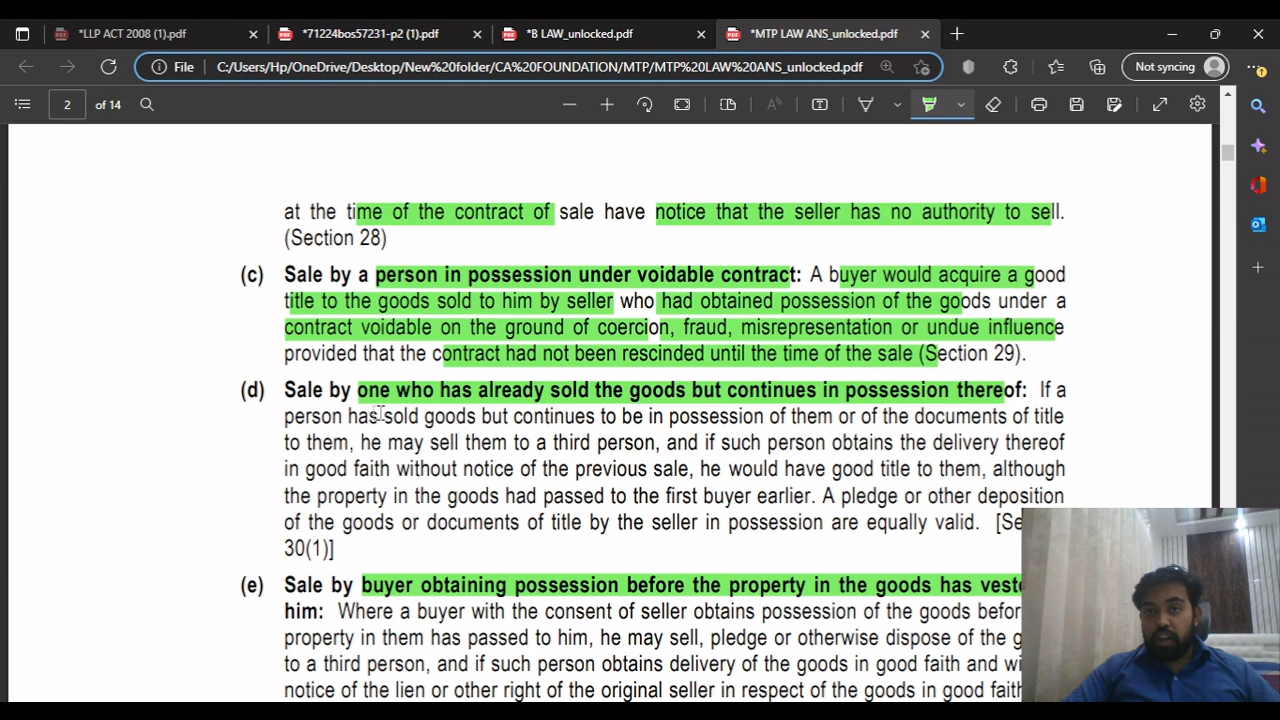 *LLP ACT 2008 (1).pdf
*71224bos57231-p2 (1).pdf
*B LAW_unlocked.pdf
*MTP LAW ANS_unlocked.pdf
File
C:/Users/Hp/OneDrive/Desktop/New%20folder/CA%20FOUNDATION/MTP/MTP%20LAW%20ANS_unlocked.pdf
Not syncing
2 of 14
at the time of the contract of sale have notice that the seller has no authority to sell.
(Section 28)
(c) Sale by a person in possession under voidable contract: A buyer would acquire a good
title to the goods sold to him by seller who had obtained possession of the goods under a
contract voidable on the ground of coercion, fraud, misrepresentation or undue influence
provided that the contract had not been rescinded until the time of the sale (Section 29).
(d) Sale by one who has already sold the goods but continues in possession thereof: If a
person has sold goods but continues to be in possession of them or of the documents of title
to them, he may sell them to a third person, and if such person obtains the delivery thereof
in good faith without notice of the previous sale, he would have good title to them, although
the property in the goods had passed to the first buyer earlier. A pledge or other deposition
of the goods or documents of title by the seller in possession are equally valid. [Se
30(1)]
(e) Sale by buyer obtaining possession before the property in the goods has veste
him: Where a buyer with the consent of seller obtains possession of the goods befor
property in them has passed to him, he may sell, pledge or otherwise dispose of the g
to a third person, and if such person obtains delivery of the goods in good faith and wi
notice of the lien or other right of the original seller in respect of the goods in good faith